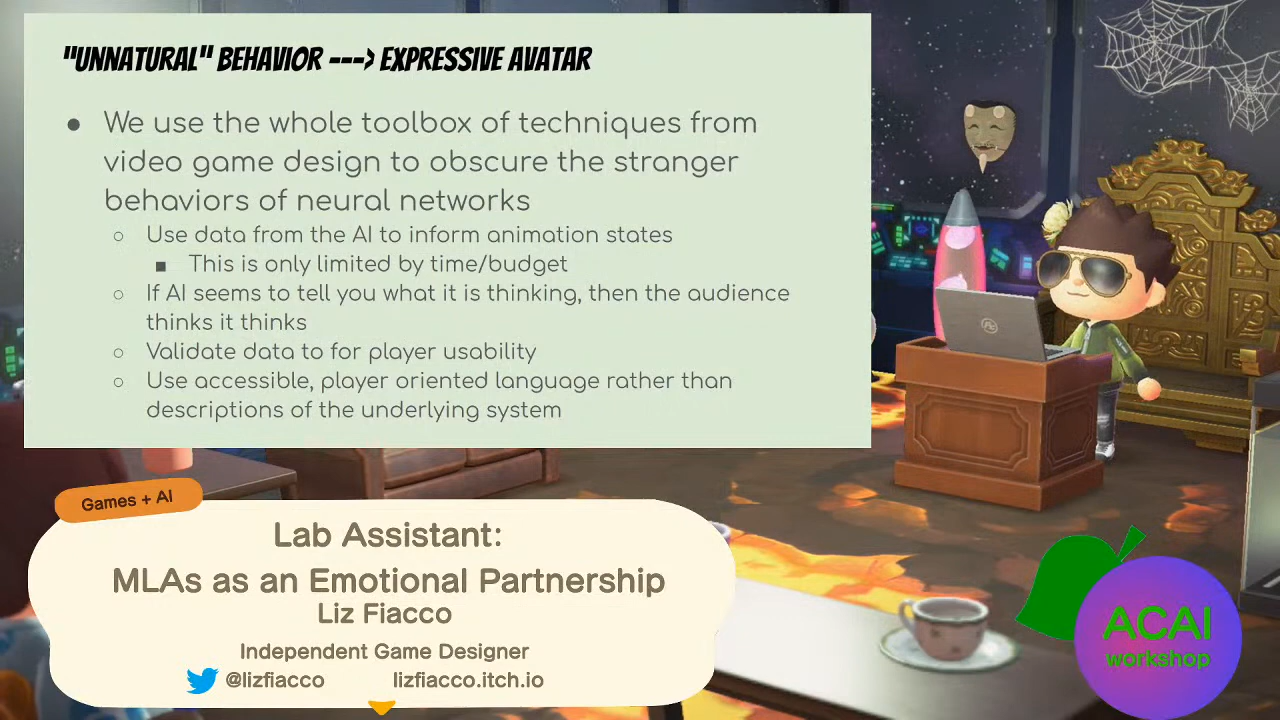 "UNNATURAL" BEHAVIOR ---> EXPRESSIVE AVATAR
● We use the whole toolbox of techniques from
video game design to obscure the stranger
behaviors of neural networks
○ Use data from the AI to inform animation states
■ This is only limited by time/budget
○ If AI seems to tell you what it is thinking, then the audience
thinks it thinks
○ Validate data to for player usability
○ Use accessible, player oriented language rather than
descriptions of the underlying system
Games + AI
Lab Assistant:
MLAs as an Emotional Partnership
Liz Fiacco
Independent Game Designer
@lizfiacco lizfiacco.itch.io
ACAI
workshop